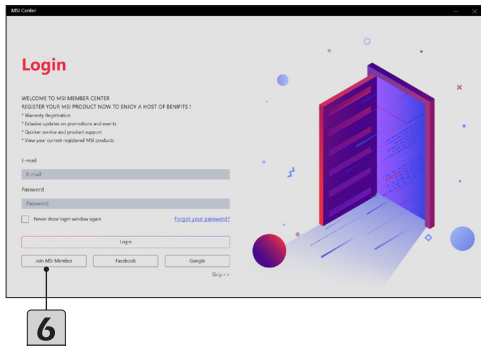 MSI Center
Login
WELCOME TO MSI MEMBER CENTER
REGISTER YOUR MSI PRODUCT NOW TO ENJOY A HOST OF BENIFITS !
* Warranty Registration
* Exlusive updates on promotions and events
* Quicker service and product support
* View your current registered MSI products
E-mail
E-mail
Password
Password
Never show login window again
Forgot your password?
Login
Join MSI Member
Facebook
Google
Skip >>
6